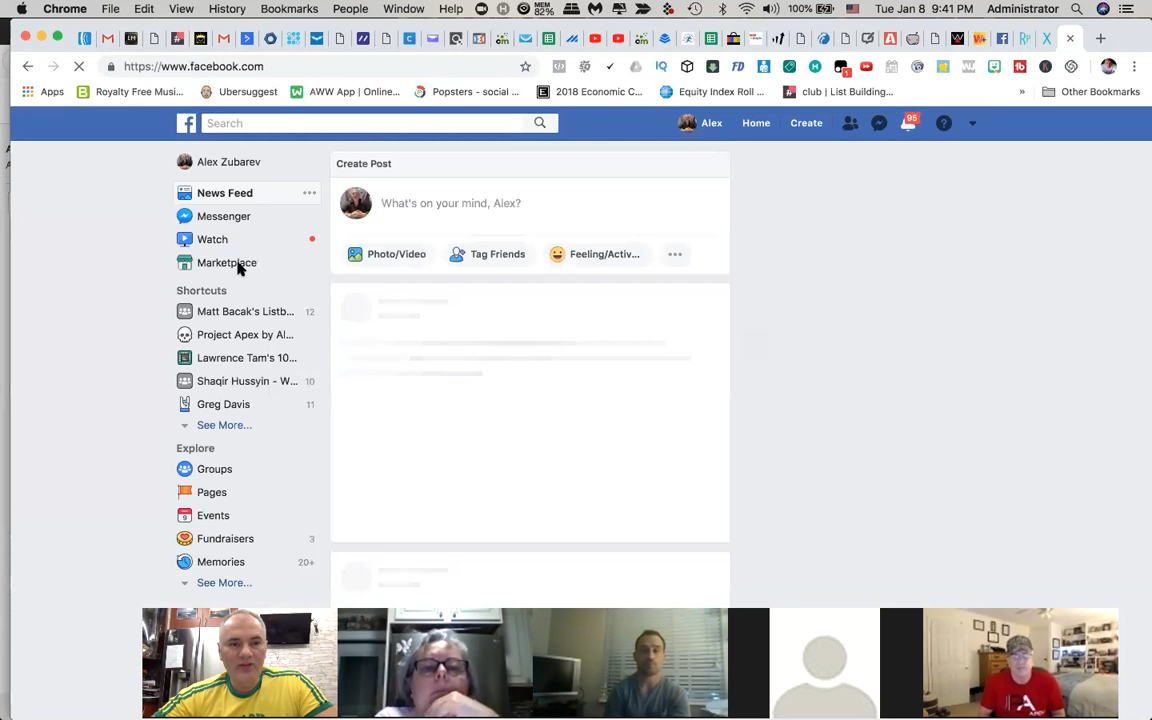 Chrome File Edit View History Bookmarks People Window Help MEM 82% 100% Tue Jan 8 9:41 PM Administrator
https://www.facebook.com
Apps Royalty Free Musi... Ubersuggest AWW App | Onlin... Popsters - social ... 2018 Economic C... Equity Index Roll ... club | List Building... » Other Bookmarks
Search Alex Home Create 95
Alex Zubarev
News Feed
Messenger
Watch
Marketplace
Shortcuts
Matt Bacak's Listb... 12
Project Apex by Al...
Lawrence Tam's 10...
Shaqir Hussyin - W... 10
Greg Davis 11
See More...
Explore
Groups
Pages
Events
Fundraisers 3
Memories 20+
See More...
Create Post
What's on your mind, Alex?
Photo/Video Tag Friends Feeling/Activ...